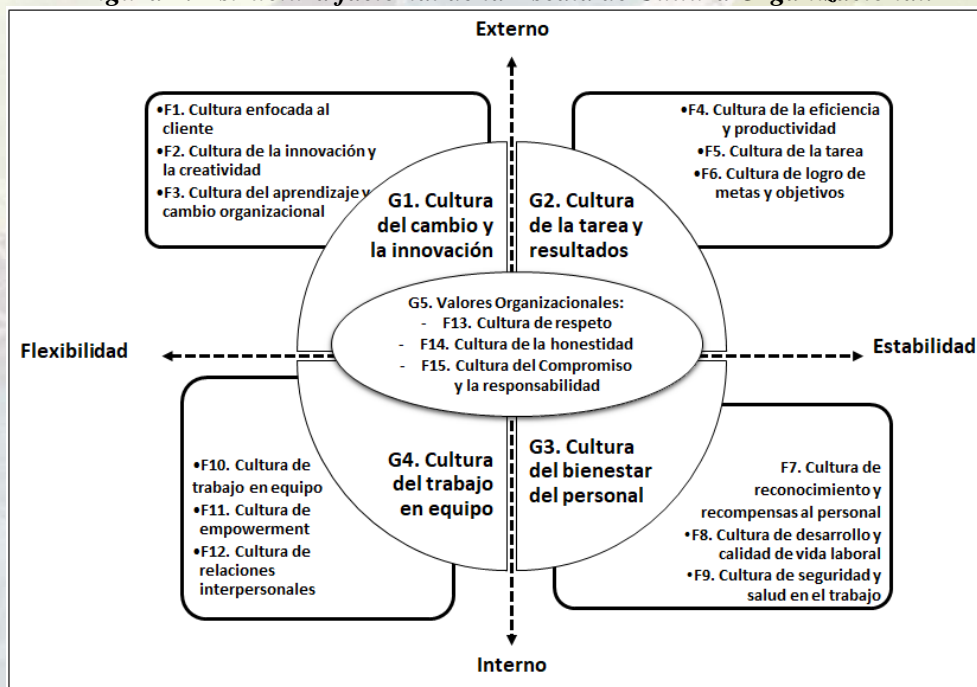 Externo
•F1. Cultura enfocada al
cliente
•F2. Cultura de la innovación y
la creatividad
•F3. Cultura del aprendizaje y
cambio organizacional
•F4. Cultura de la eficiencia
y productividad
•F5. Cultura de la tarea
•F6. Cultura de logro de
metas y objetivos
G1. Cultura
del cambio y
la innovación
G2. Cultura
de la tarea y
resultados
G5. Valores Organizacionales:
- F13. Cultura de respeto
- F14. Cultura de la honestidad
- F15. Cultura del Compromiso
y la responsabilidad
Flexibilidad
Estabilidad
G4. Cultura
del trabajo
en equipo
G3. Cultura
del bienestar
del personal
•F10. Cultura de
trabajo en equipo
•F11. Cultura de
empowerment
•F12. Cultura de
relaciones
interpersonales
F7. Cultura de
reconocimiento y
recompensas al personal
•F8. Cultura de desarrollo y
calidad de vida laboral
•F9. Cultura de seguridad y
salud en el trabajo
Interno